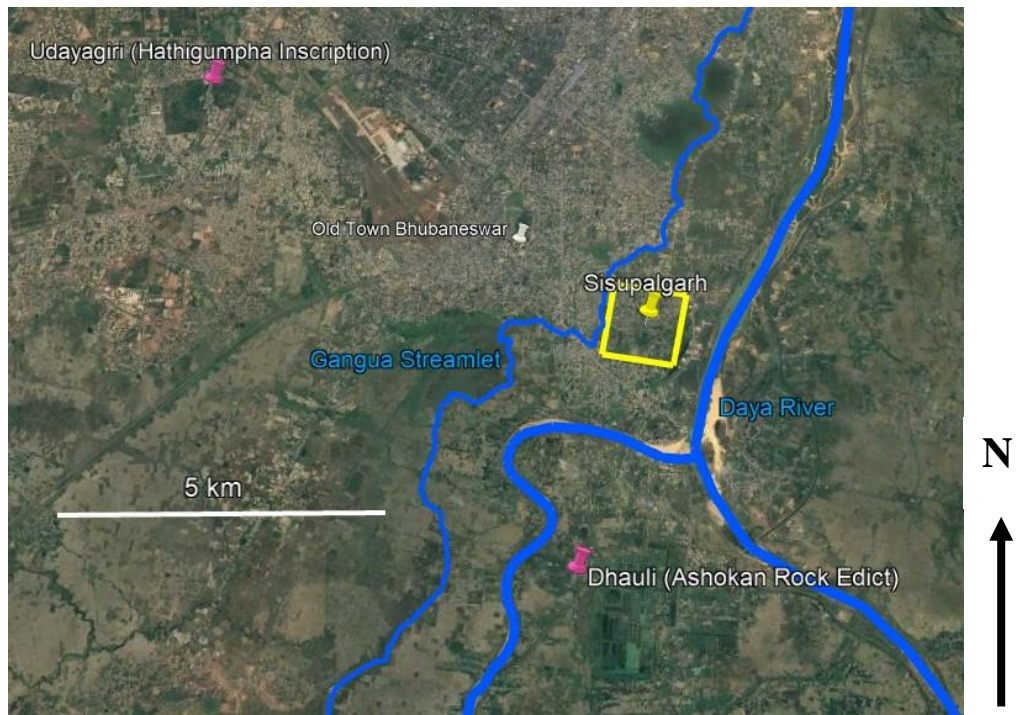 Udayagiri (Hathigumpha Inscription)
Old Town Bhubaneswar
Sisupalgarh
Gangua Streamlet
Daya River
N
5 km
Dhauli (Ashokan Rock Edict)